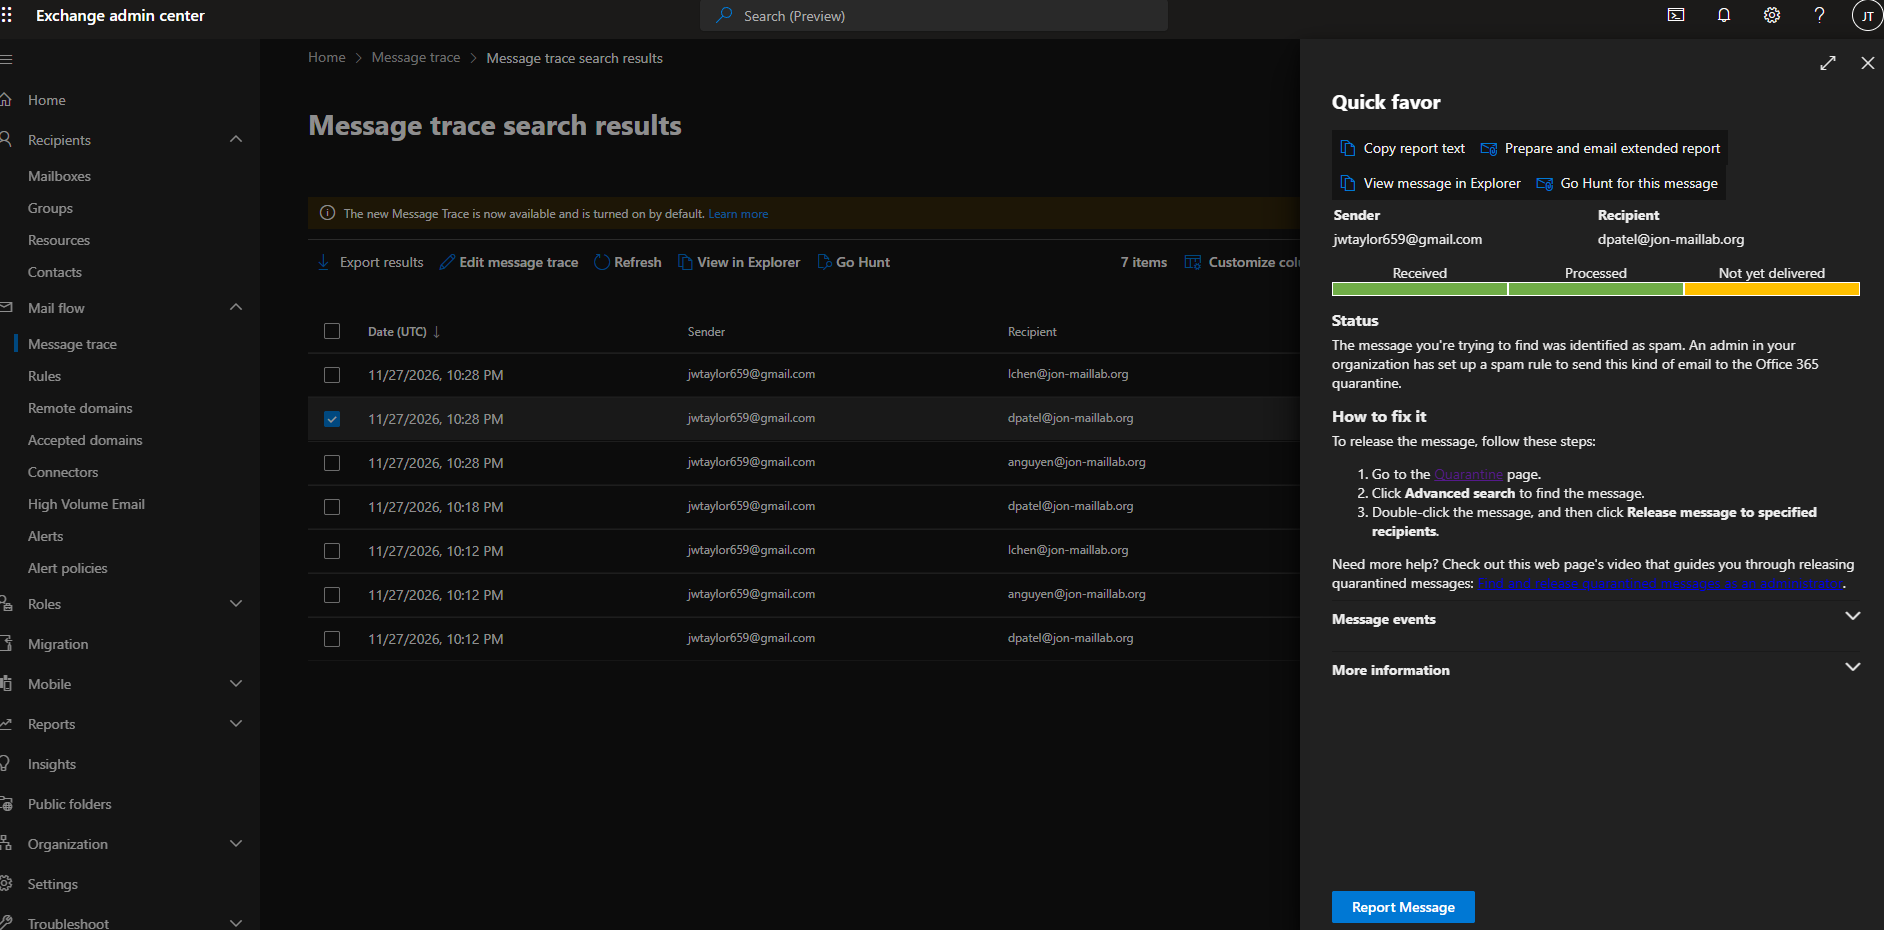 Exchange admin center
Search (Preview)
JT
Home
Recipients
Mailboxes
Groups
Resources
Contacts
Mail flow
Message trace
Rules
Remote domains
Accepted domains
Connectors
High Volume Email
Alerts
Alert policies
Roles
Migration
Mobile
Reports
Insights
Public folders
Organization
Settings
Troubleshoot
Home > Message trace > Message trace search results
Message trace search results
The new Message Trace is now available and is turned on by default. Learn more
Export results Edit message trace Refresh View in Explorer Go Hunt 7 items Customize colu
Date (UTC) ↓ Sender Recipient
11/27/2026, 10:28 PM jwtaylor659@gmail.com lchen@jon-maillab.org
11/27/2026, 10:28 PM jwtaylor659@gmail.com dpatel@jon-maillab.org
11/27/2026, 10:28 PM jwtaylor659@gmail.com anguyen@jon-maillab.org
11/27/2026, 10:18 PM jwtaylor659@gmail.com dpatel@jon-maillab.org
11/27/2026, 10:12 PM jwtaylor659@gmail.com lchen@jon-maillab.org
11/27/2026, 10:12 PM jwtaylor659@gmail.com anguyen@jon-maillab.org
11/27/2026, 10:12 PM jwtaylor659@gmail.com dpatel@jon-maillab.org
Quick favor
Copy report text Prepare and email extended report
View message in Explorer Go Hunt for this message
Sender Recipient
jwtaylor659@gmail.com dpatel@jon-maillab.org
Received Processed Not yet delivered
Status
The message you're trying to find was identified as spam. An admin in your
organization has set up a spam rule to send this kind of email to the Office 365
quarantine.
How to fix it
To release the message, follow these steps:
1. Go to the Quarantine page.
2. Click Advanced search to find the message.
3. Double-click the message, and then click Release message to specified
recipients.
Need more help? Check out this web page's video that guides you through releasing
quarantined messages: Find and release quarantined messages as an administrator.
Message events
More information
Report Message